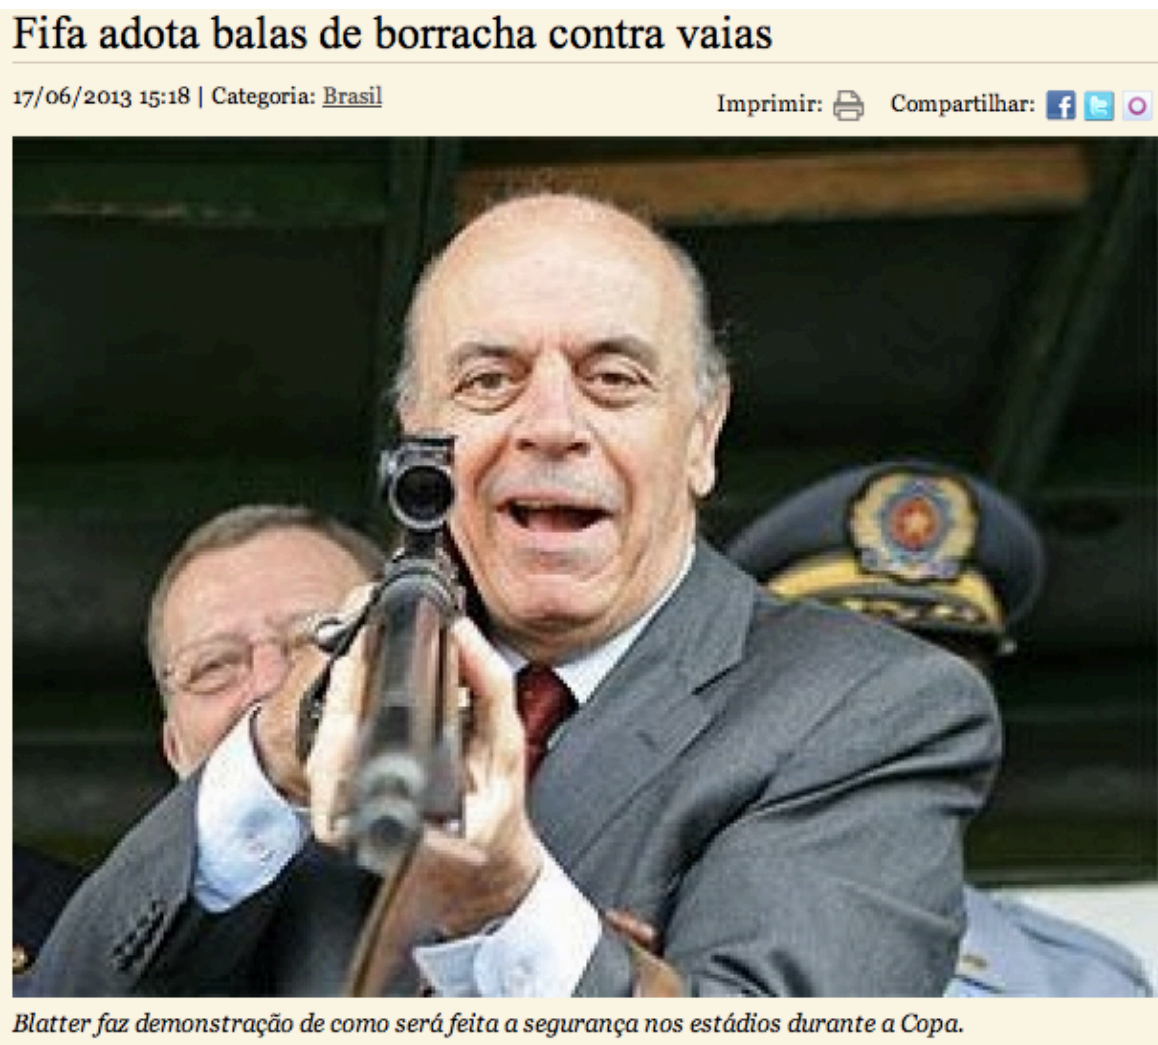 Fifa adota balas de borracha contra vaias
17/06/2013 15:18 | Categoria: Brasil
Imprimir: Compartilhar:
Blatter faz demonstração de como será feita a segurança nos estádios durante a Copa.